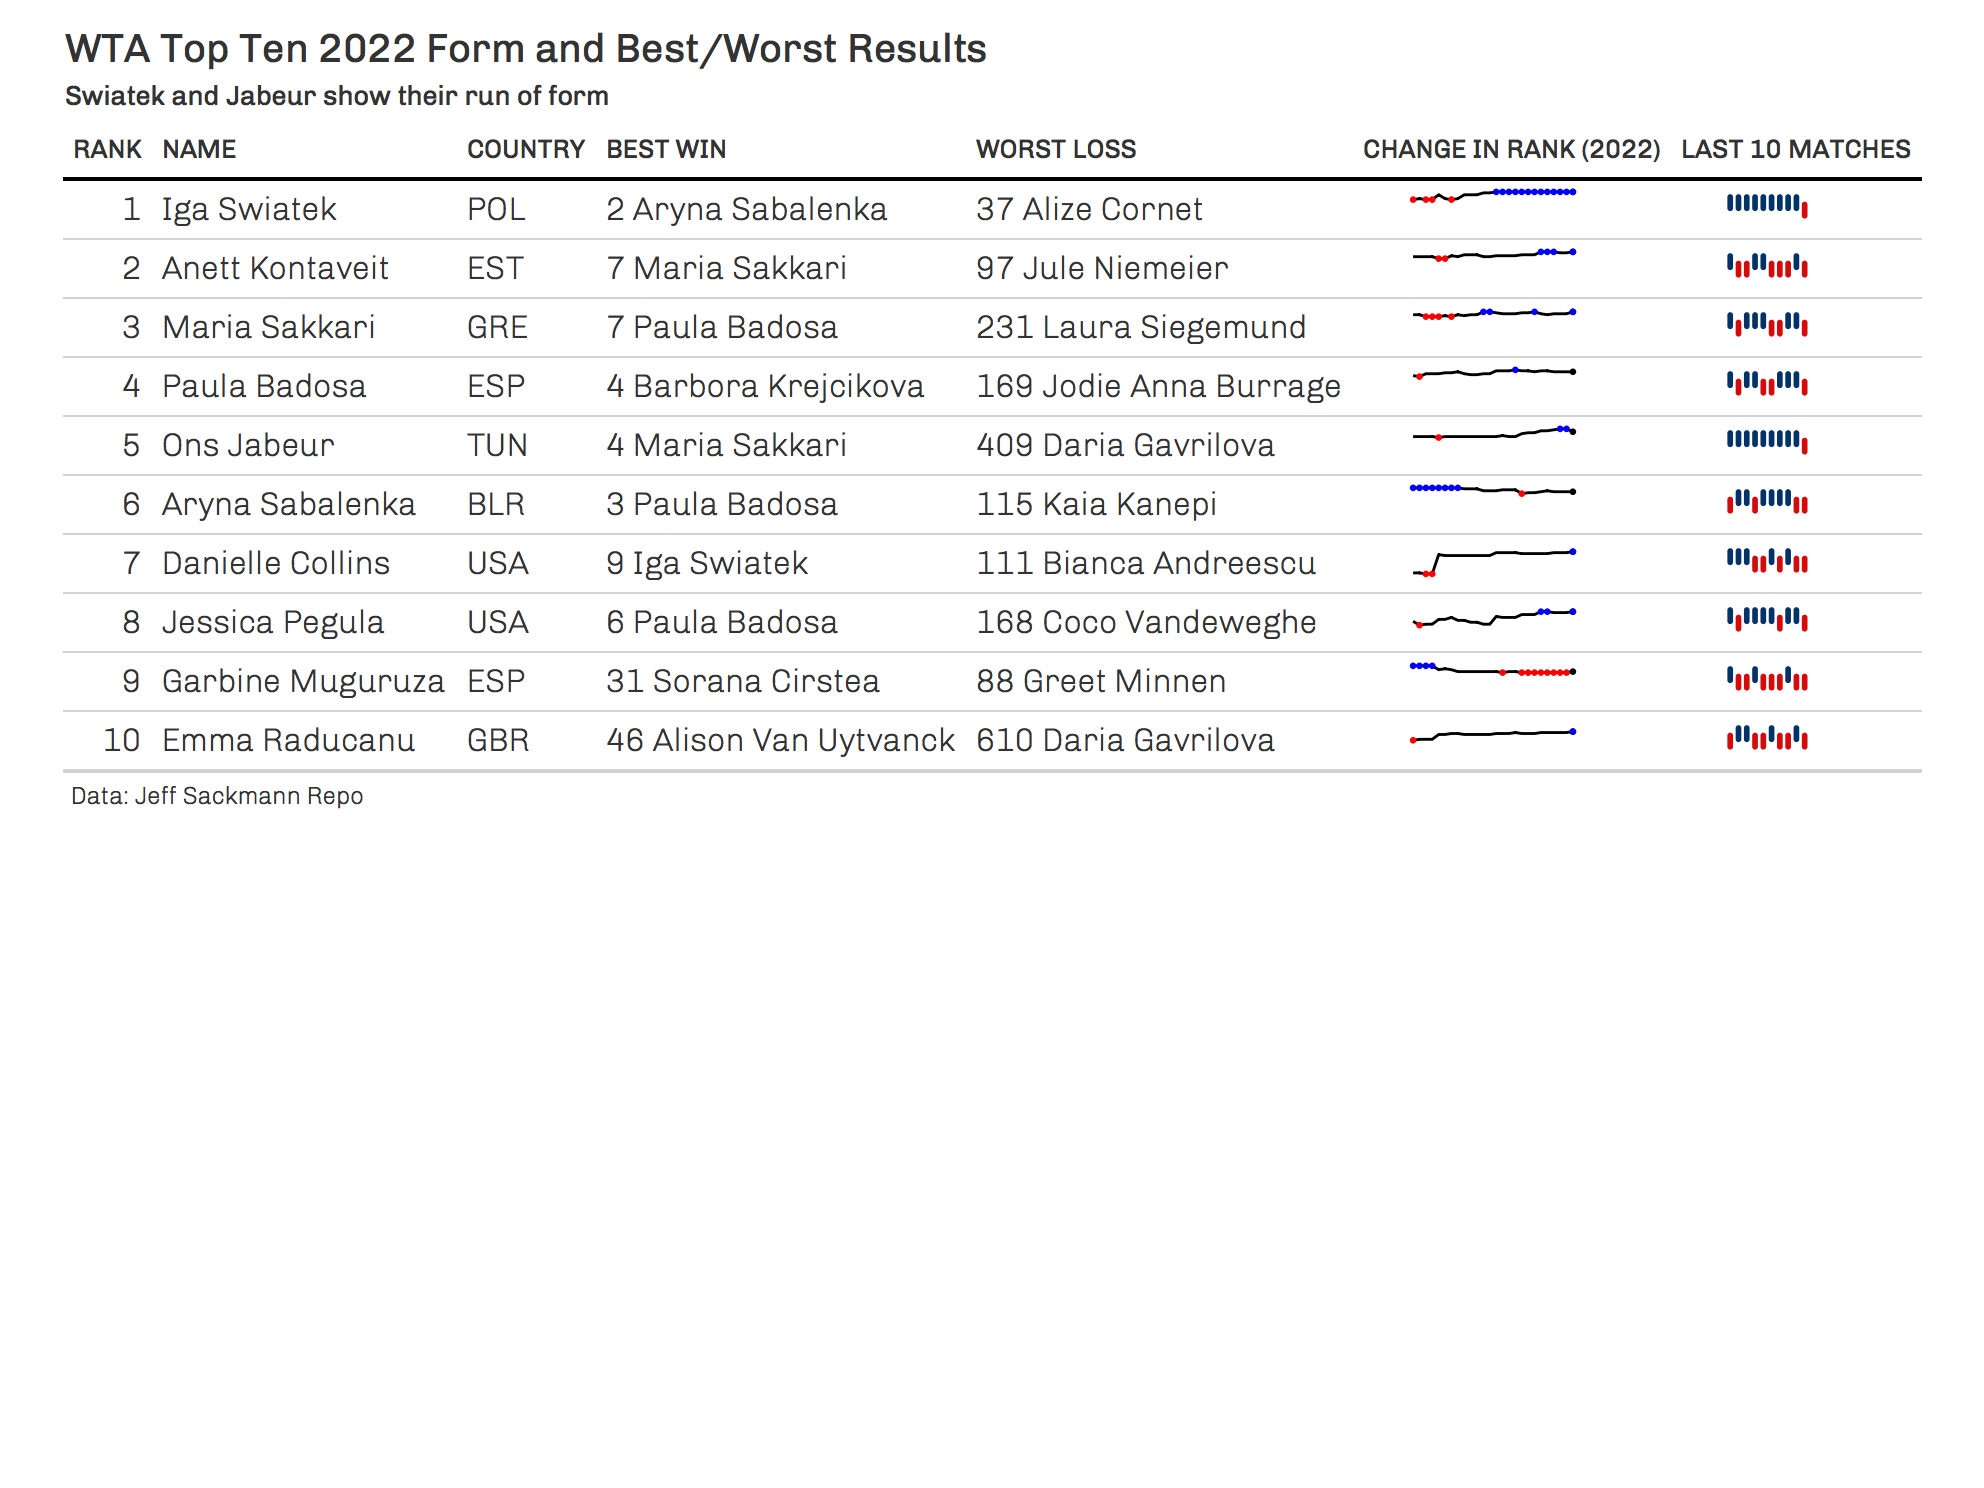 WTA Top Ten 2022 Form and Best/Worst Results
Swiatek and Jabeur show their run of form
RANK NAME COUNTRY BEST WIN WORST LOSS CHANGE IN RANK (2022) LAST 10 MATCHES
1 Iga Swiatek POL 2 Aryna Sabalenka 37 Alize Cornet
2 Anett Kontaveit EST 7 Maria Sakkari 97 Jule Niemeier
3 Maria Sakkari GRE 7 Paula Badosa 231 Laura Siegemund
4 Paula Badosa ESP 4 Barbora Krejcikova 169 Jodie Anna Burrage
5 Ons Jabeur TUN 4 Maria Sakkari 409 Daria Gavrilova
6 Aryna Sabalenka BLR 3 Paula Badosa 115 Kaia Kanepi
7 Danielle Collins USA 9 Iga Swiatek 111 Bianca Andreescu
8 Jessica Pegula USA 6 Paula Badosa 168 Coco Vandeweghe
9 Garbine Muguruza ESP 31 Sorana Cirstea 88 Greet Minnen
10 Emma Raducanu GBR 46 Alison Van Uytvanck 610 Daria Gavrilova
Data: Jeff Sackmann Repo